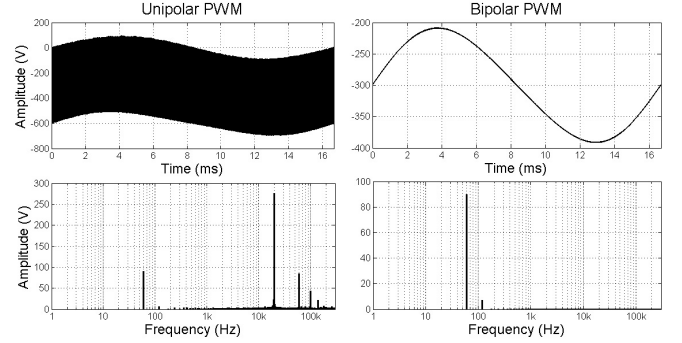 Unipolar PWM
Bipolar PWM
Amplitude (V)
200
0
-200
-400
-600
-800
0 2 4 6 8 10 12 14 16
Time (ms)
-200
-250
-300
-350
-400
0 2 4 6 8 10 12 14 16
Time (ms)
Amplitude (V)
300
250
200
150
100
50
0
1 10 100 1k 10k 100k
Frequency (Hz)
100
80
60
40
20
0
1 10 100 1k 10k 100k
Frequency (Hz)